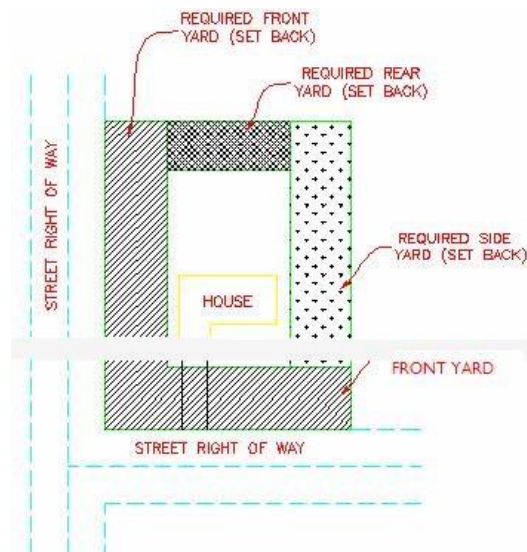 REQUIRED FRONT
YARD (SET BACK)
REQUIRED REAR
YARD (SET BACK)
STREET RIGHT OF WAY
REQUIRED SIDE
YARD (SET BACK)
HOUSE
FRONT YARD
STREET RIGHT OF WAY